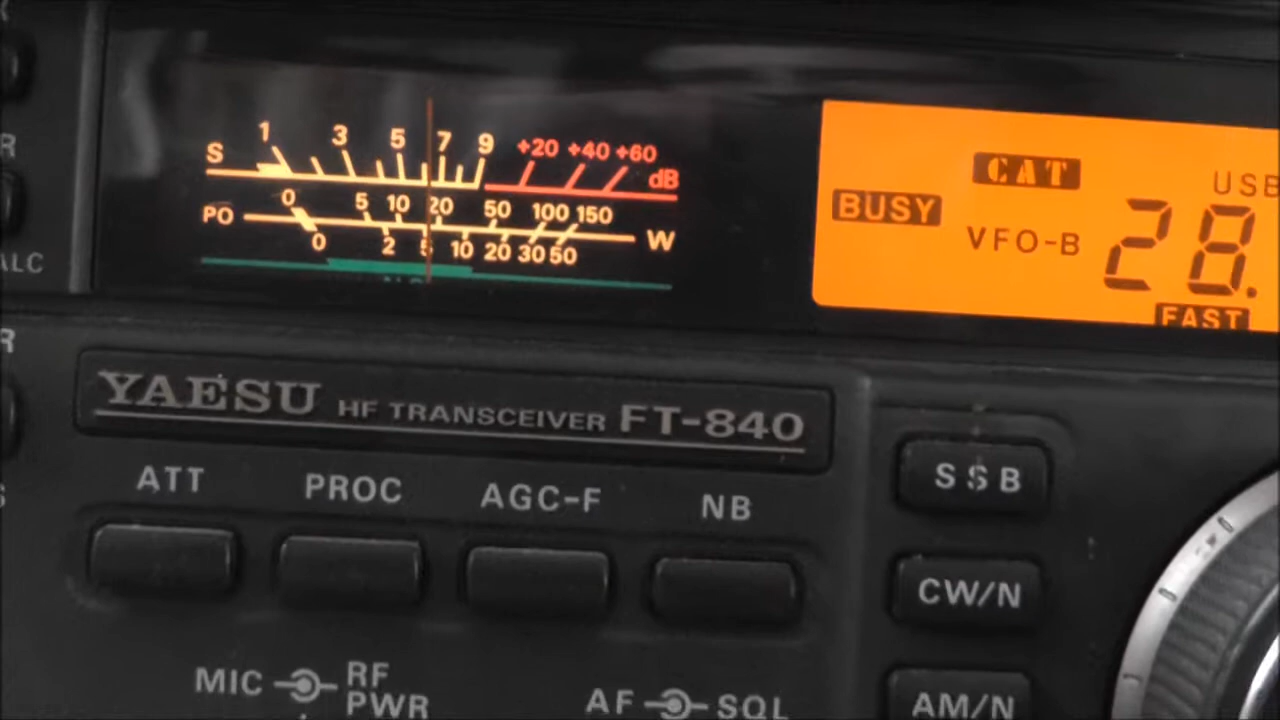 S 1 3 5 7 9 +20 +40 +60 dB
PO 0 5 10 20 50 100 150 W
0 2 5 10 20 30 50
CAT
USB
BUSY
VFO-B
28.
FAST
YAESU HF TRANSCEIVER FT-840
ATT PROC AGC-F NB
SSB
CW/N
AM/N
MIC RF
PWR
AF SQL